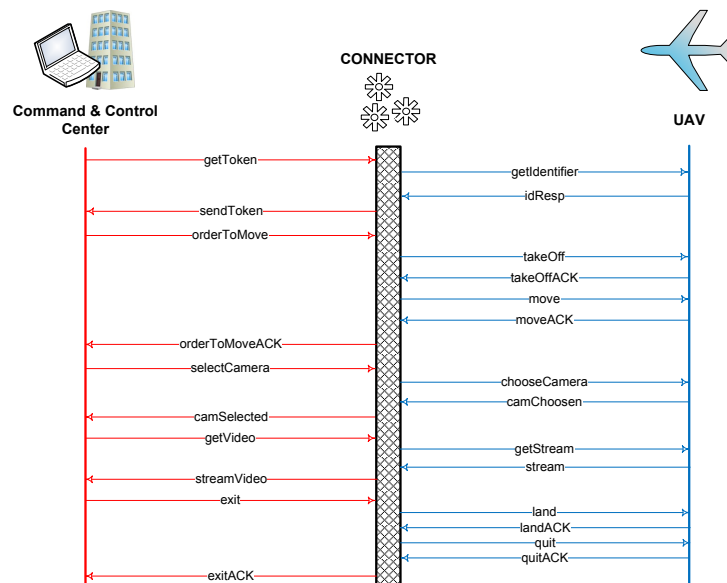 CONNECTOR
Command & Control
Center
UAV
getToken
getIdentifier
idResp
sendToken
orderToMove
takeOff
takeOffACK
move
moveACK
orderToMoveACK
selectCamera
chooseCamera
camChoosen
camSelected
getVideo
getStream
stream
streamVideo
exit
land
landACK
quit
quitACK
exitACK